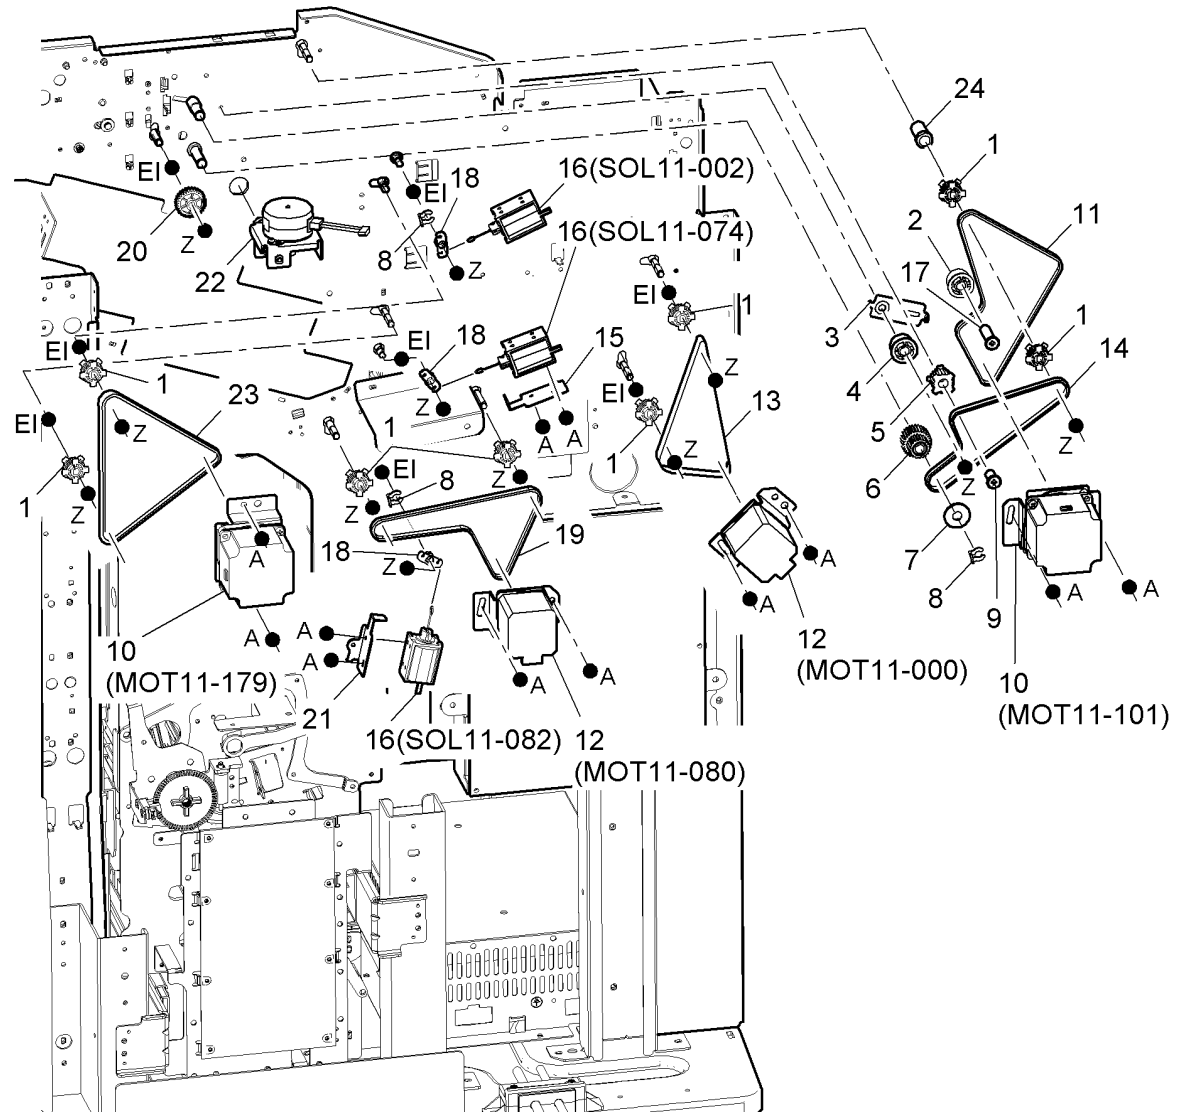 24
1
EI
18
16(SOL11-002)
EI
20
Z
2
11
16(SOL11-074)
8
Z
22
17
EI
1
3
1
EI
EI
18
15
14
4
1
23
Z
13
5
Z
A
A
1
EI
Z
Z
1
EI
Z
6
Z
1
Z
8
Z
Z
A
19
18
Z
A
7
8
A
A
A
9
10
(MOT11-179)
A
A
A
A
12
(MOT11-000)
10
(MOT11-101)
21
16(SOL11-082)
12
(MOT11-080)